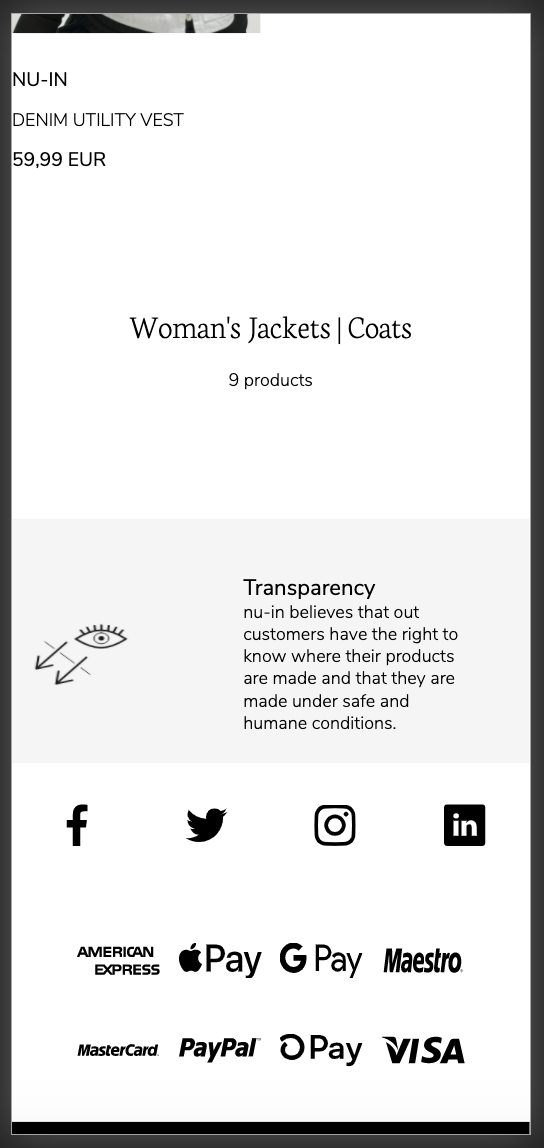 NU-IN
DENIM UTILITY VEST
59,99 EUR
Woman's Jackets | Coats
9 products
Transparency
nu-in believes that out
customers have the right to
know where their products
are made and that they are
made under safe and
humane conditions.
in
AMERICAN
EXPRESS
Pay
G Pay
Maestro
MasterCard
PayPal
Pay
VISA